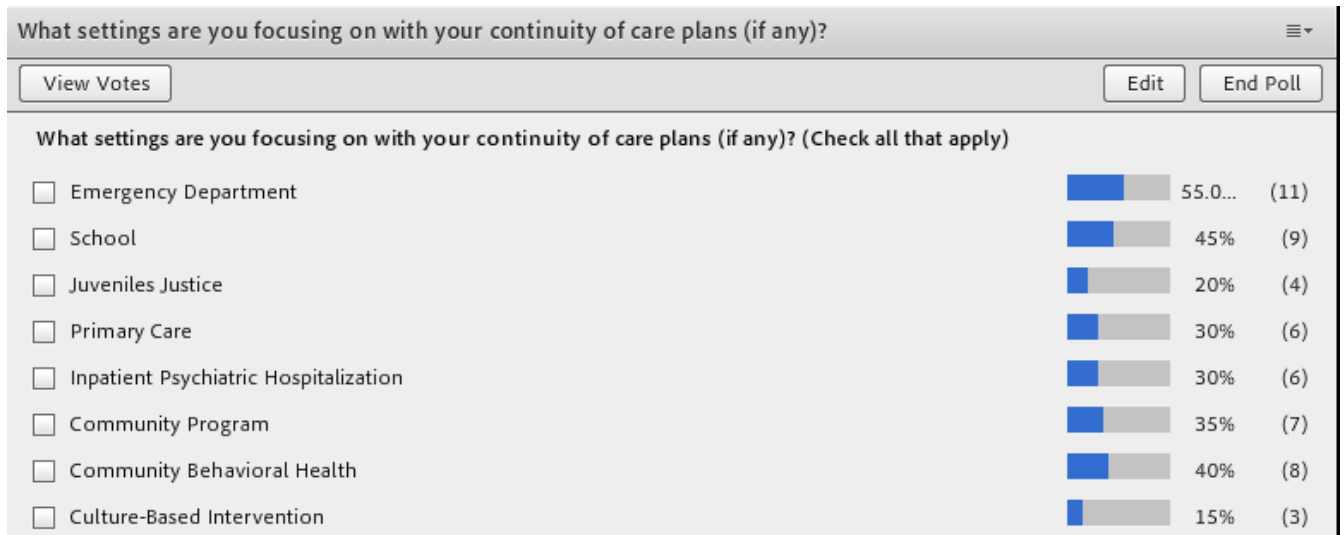 What settings are you focusing on with your continuity of care plans (if any)?
View Votes Edit End Poll
What settings are you focusing on with your continuity of care plans (if any)? (Check all that apply)
Emergency Department 55.0... (11)
School 45% (9)
Juveniles Justice 20% (4)
Primary Care 30% (6)
Inpatient Psychiatric Hospitalization 30% (6)
Community Program 35% (7)
Community Behavioral Health 40% (8)
Culture-Based Intervention 15% (3)